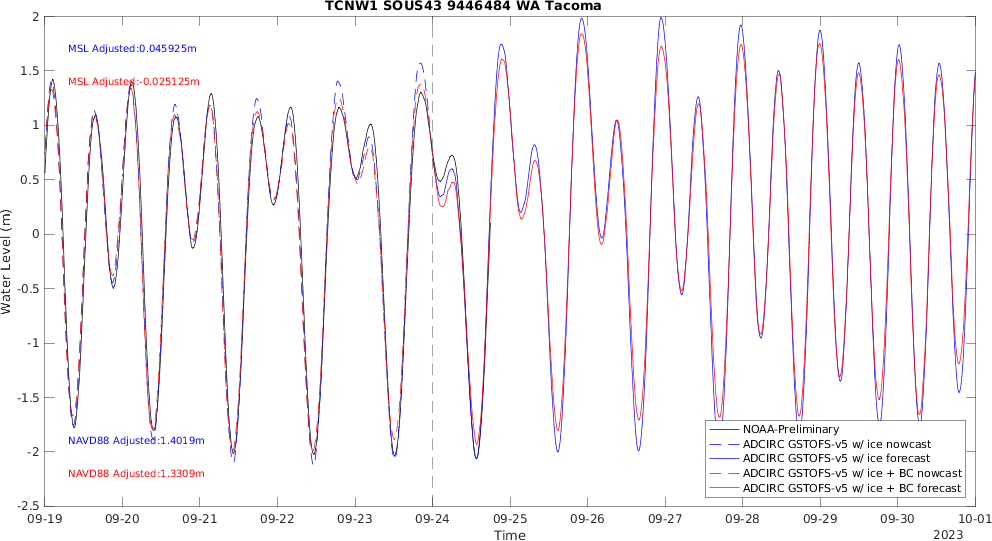 TCNW1 SOUS43 9446484 WA Tacoma
2
MSL Adjusted:0.045925m
1.5
MSL Adjusted:-0.025125m
1
0.5
0
Water Level (m)
-0.5
-1
-1.5
NAVD88 Adjusted:1.4019m
-2
NAVD88 Adjusted:1.3309m
-2.5
NOAA-Preliminary
ADCIRC GSTOFS-v5 w/ ice nowcast
ADCIRC GSTOFS-v5 w/ ice forecast
ADCIRC GSTOFS-v5 w/ ice + BC nowcast
ADCIRC GSTOFS-v5 w/ ice + BC forecast
09-19 09-20 09-21 09-22 09-23 09-24 09-25 09-26 09-27 09-28 09-29 09-30 10-01
Time
2023